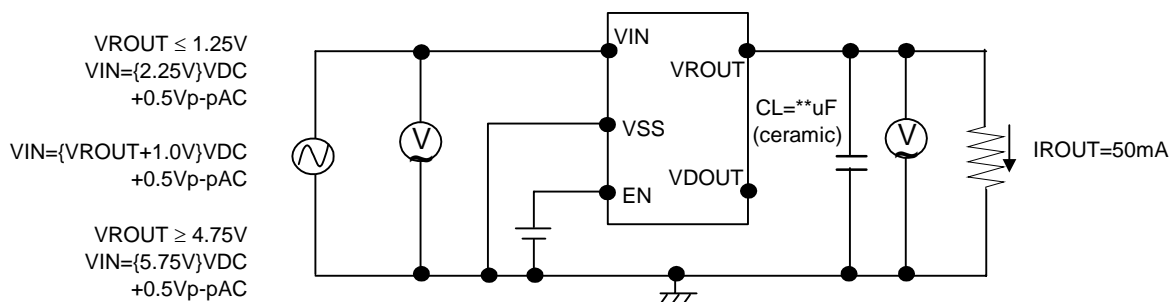 VROUT ≤ 1.25V
VIN={2.25V}VDC
+0.5Vp-pAC
VIN={VROUT+1.0V}VDC
+0.5Vp-pAC
VROUT ≥ 4.75V
VIN={5.75V}VDC
+0.5Vp-pAC
V
VIN
VROUT
VSS
VDOUT
EN
CL=**uF
(ceramic)
V
IROUT=50mA